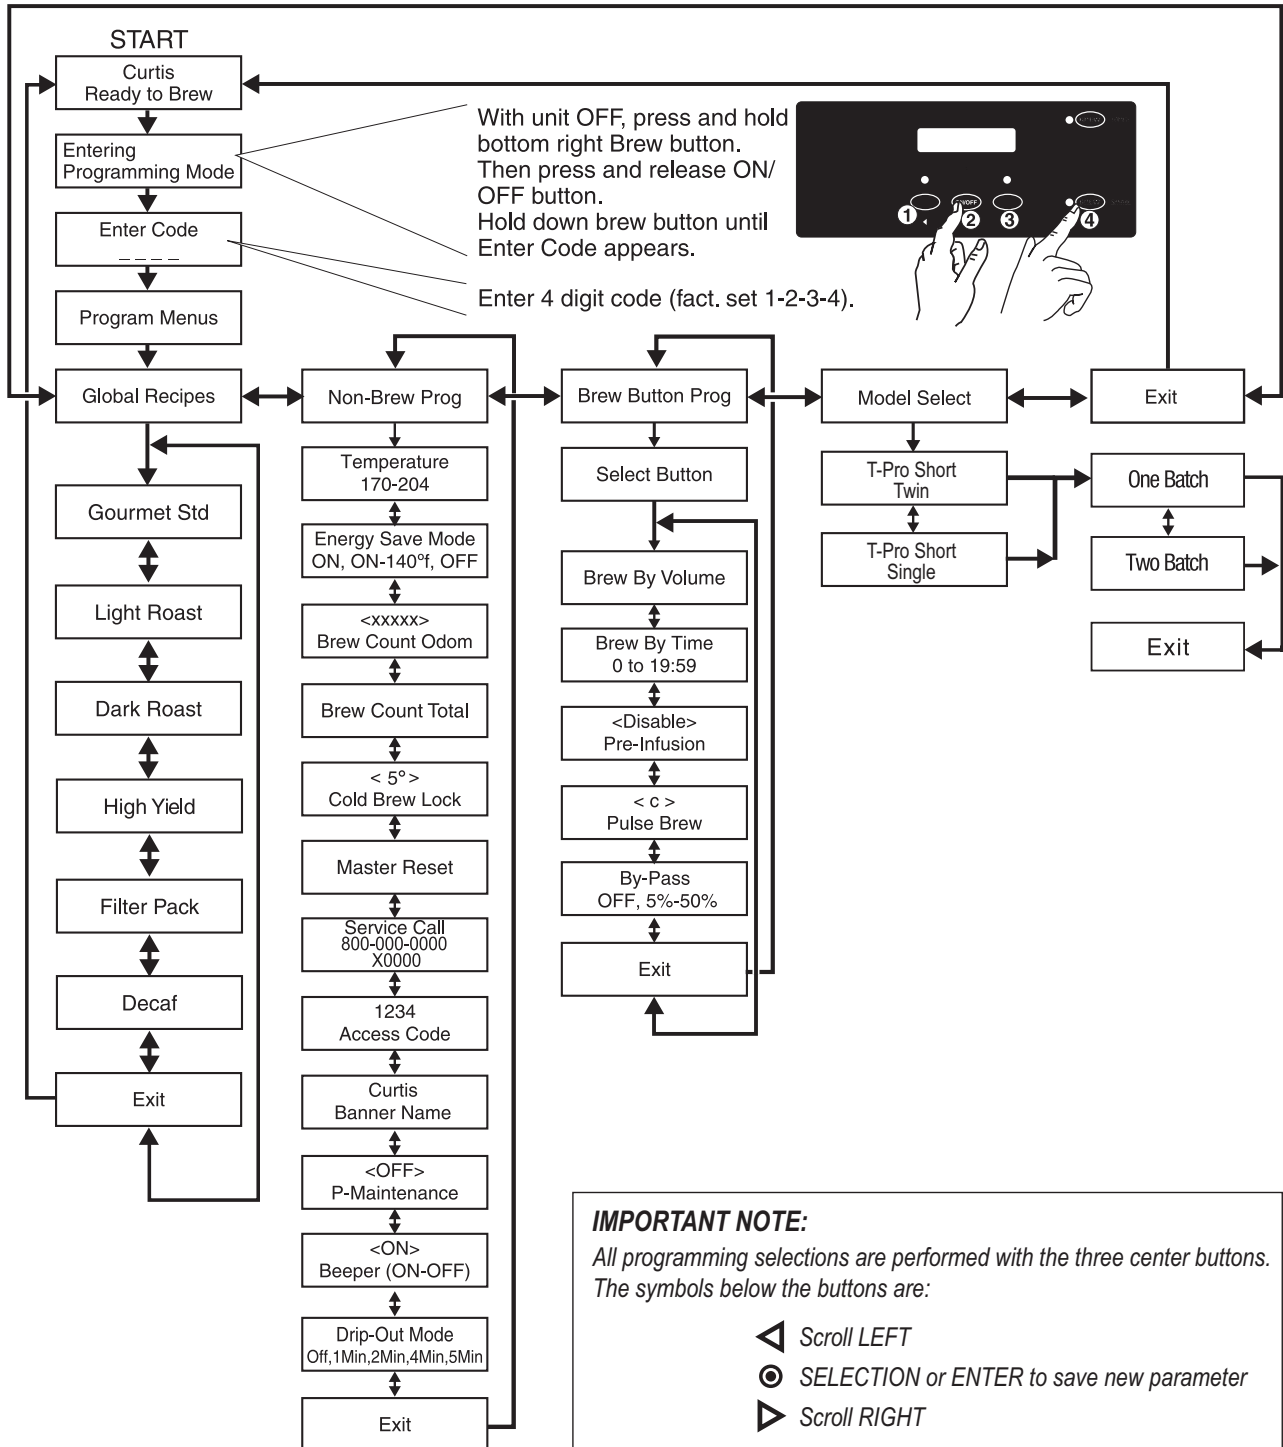 START
Curtis
Ready to Brew
Entering
Programming Mode
Enter Code
_ _ _ _
Program Menus
With unit OFF, press and hold
bottom right Brew button.
Then press and release ON/
OFF button.
Hold down brew button until
Enter Code appears.
Enter 4 digit code (fact. set 1-2-3-4).
ON/OFF
1
2
3
4
Global Recipes
Gourmet Std
Light Roast
Dark Roast
High Yield
Filter Pack
Decaf
Exit
Non-Brew Prog
Temperature
170-204
Energy Save Mode
ON, ON-140°f, OFF
<xxxxx>
Brew Count Odom
Brew Count Total
< 5° >
Cold Brew Lock
Master Reset
Service Call
800-000-0000
X0000
1234
Access Code
Curtis
Banner Name
<OFF>
P-Maintenance
<ON>
Beeper (ON-OFF)
Drip-Out Mode
Off,1Min,2Min,4Min,5Min
Exit
Brew Button Prog
Select Button
Brew By Volume
Brew By Time
0 to 19:59
<Disable>
Pre-Infusion
< c >
Pulse Brew
By-Pass
OFF, 5%-50%
Exit
Model Select
T-Pro Short
Twin
T-Pro Short
Single
Exit
One Batch
Two Batch
Exit
IMPORTANT NOTE:
All programming selections are performed with the three center buttons.
The symbols below the buttons are:
Scroll LEFT
SELECTION or ENTER to save new parameter
Scroll RIGHT